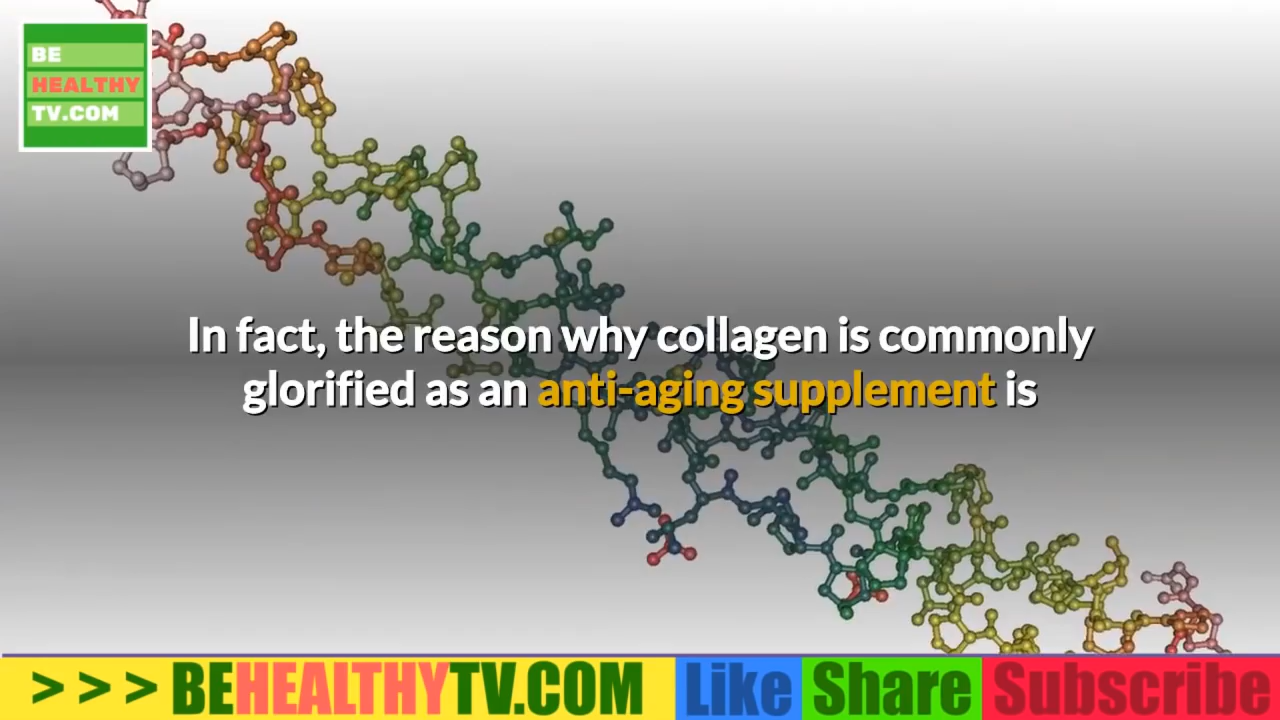 BE
HEALTHY
TV.COM
In fact, the reason why collagen is commonly
glorified as an anti-aging supplement is
> > > BEHEALTHYTV.COM Like Share Subscribe